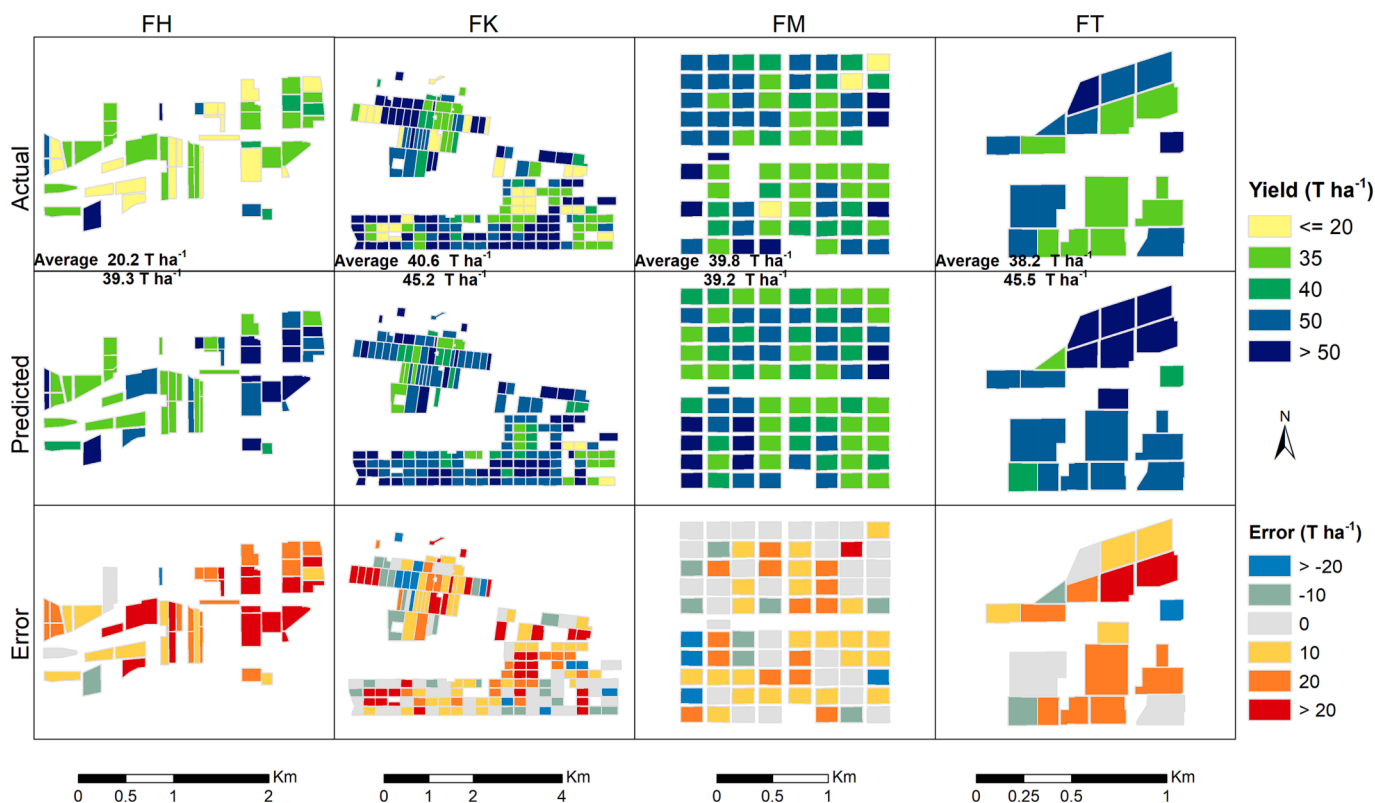 FH FK FM FT
Actual
Average 20.2 T ha⁻¹
39.3 T ha⁻¹
Average 40.6 T ha⁻¹
45.2 T ha⁻¹
Average 39.8 T ha⁻¹
39.2 T ha⁻¹
Average 38.2 T ha⁻¹
45.5 T ha⁻¹
Predicted
Error
Yield (T ha⁻¹)
<= 20
35
40
50
> 50
N
Error (T ha⁻¹)
> -20
-10
0
10
20
> 20
Km
0 0.5 1 2
Km
0 1 2 4
Km
0 0.5 1
Km
0 0.25 0.5 1